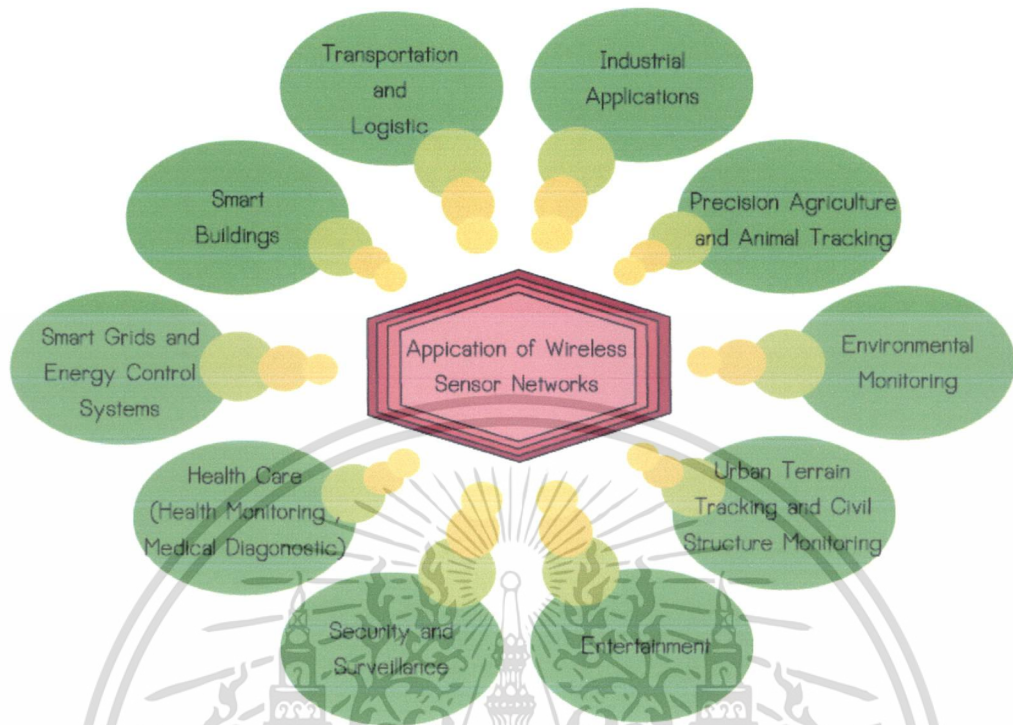 Transportation
and
Logistic
Industrial
Applications
Smart
Buildings
Precision Agriculture
and Animal Tracking
Smart Grids and
Energy Control
Systems
Appication of Wireless
Sensor Networks
Environmental
Monitoring
Health Care
(Health Monitoring ,
Medical Diagonostic)
Urban Terrain
Tracking and Civil
Structure Monitoring
Security and
Surveillance
Entertainment